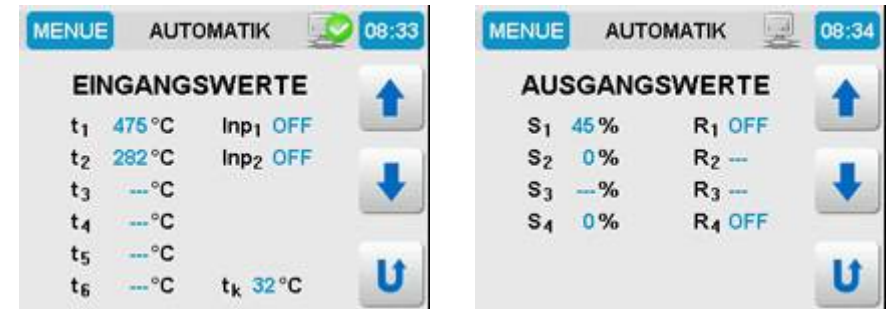 MENUE AUTOMATIK 08:33
EINGANGSWERTE
t₁ 475 °C Inp₁ OFF
t₂ 282 °C Inp₂ OFF
t₃ --- °C
t₄ --- °C
t₅ --- °C
t₆ --- °C tₖ 32 °C
MENUE AUTOMATIK 08:34
AUSGANGSWERTE
S₁ 45 % R₁ OFF
S₂ 0 % R₂ ---
S₃ --- % R₃ ---
S₄ 0 % R₄ OFF